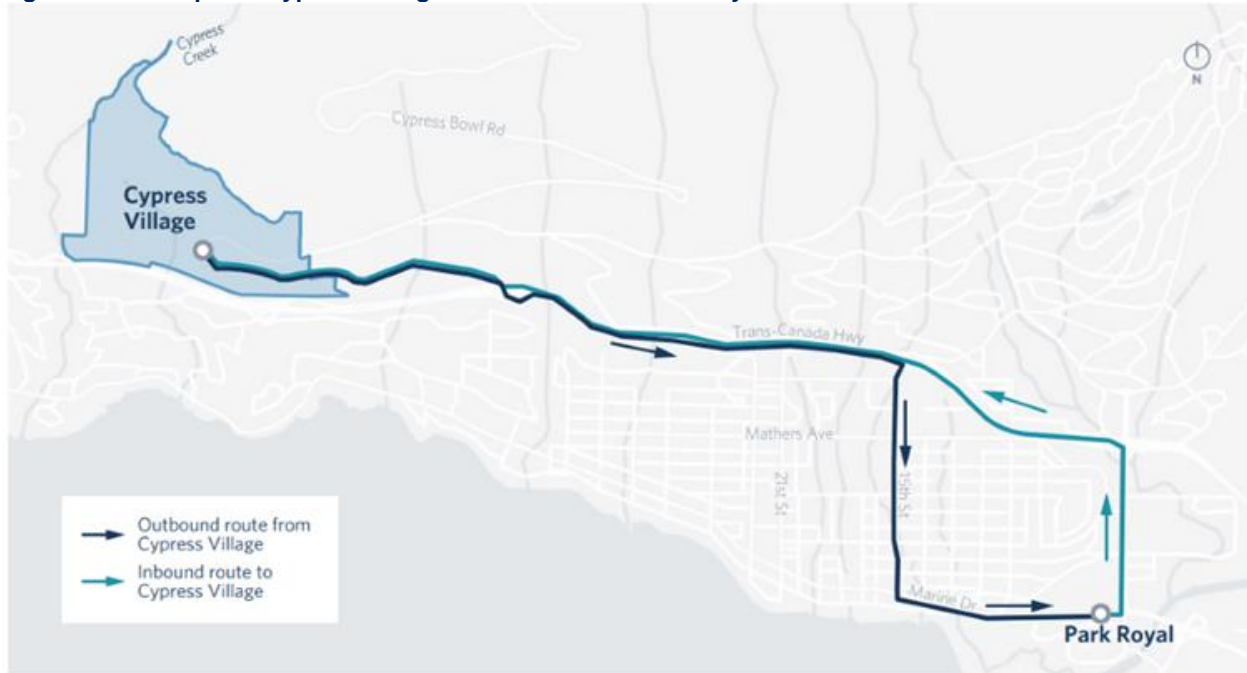 Cypress
Creek
N
Cypress Bowl Rd
Cypress
Village
Trans-Canada Hwy
Mathers Ave
21st St
15th St
Marine Dr
Park Royal
Outbound route from
Cypress Village
Inbound route to
Cypress Village